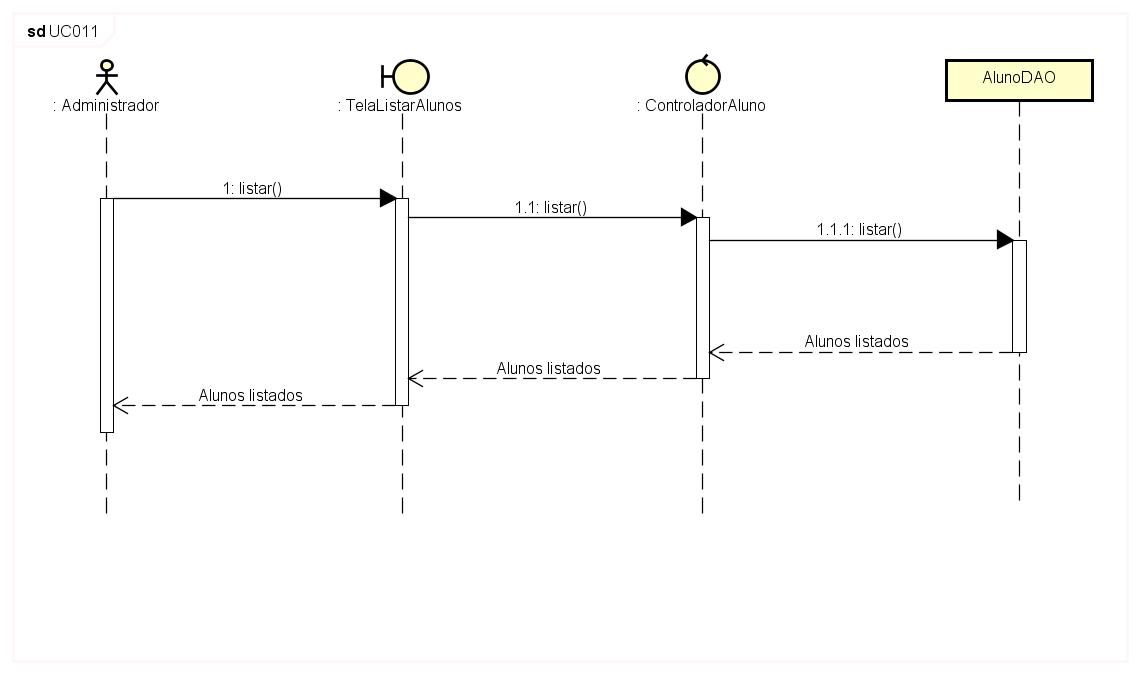 sd UC011
: Administrador
: TelaListarAlunos
: ControladorAluno
AlunoDAO
1: listar()
1.1: listar()
1.1.1: listar()
Alunos listados
Alunos listados
Alunos listados